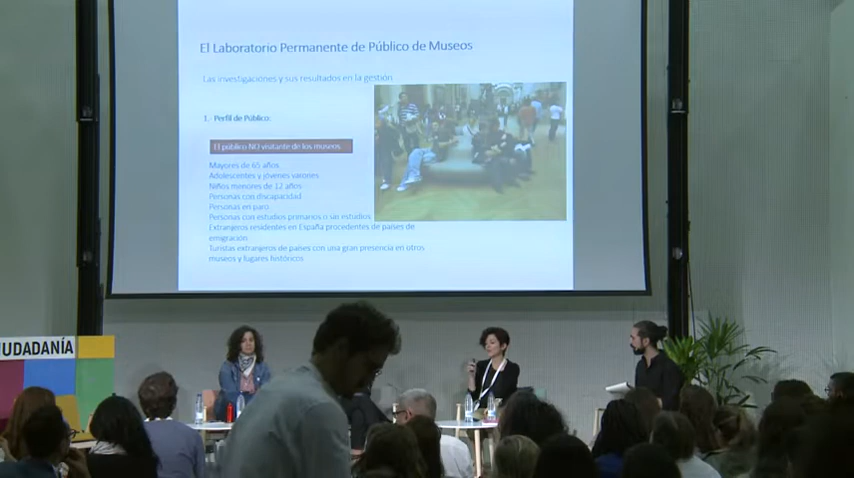 El Laboratorio Permanente de Público de Museos
Las investigaciones y sus resultados en la gestión
1. Perfil de Público:
El público NO visitante de los museos
Mayores de 65 años
Adolescentes y jóvenes varones
Niños menores de 12 años
Personas con discapacidad
Personas en paro
Personas con estudios primarios o sis estudios
Extranjeros residentes en España procedentes de países de
emigración
Turistas extranjeros de países con una gran presencia en otros
museos y lugares históricos
UDADANÍA